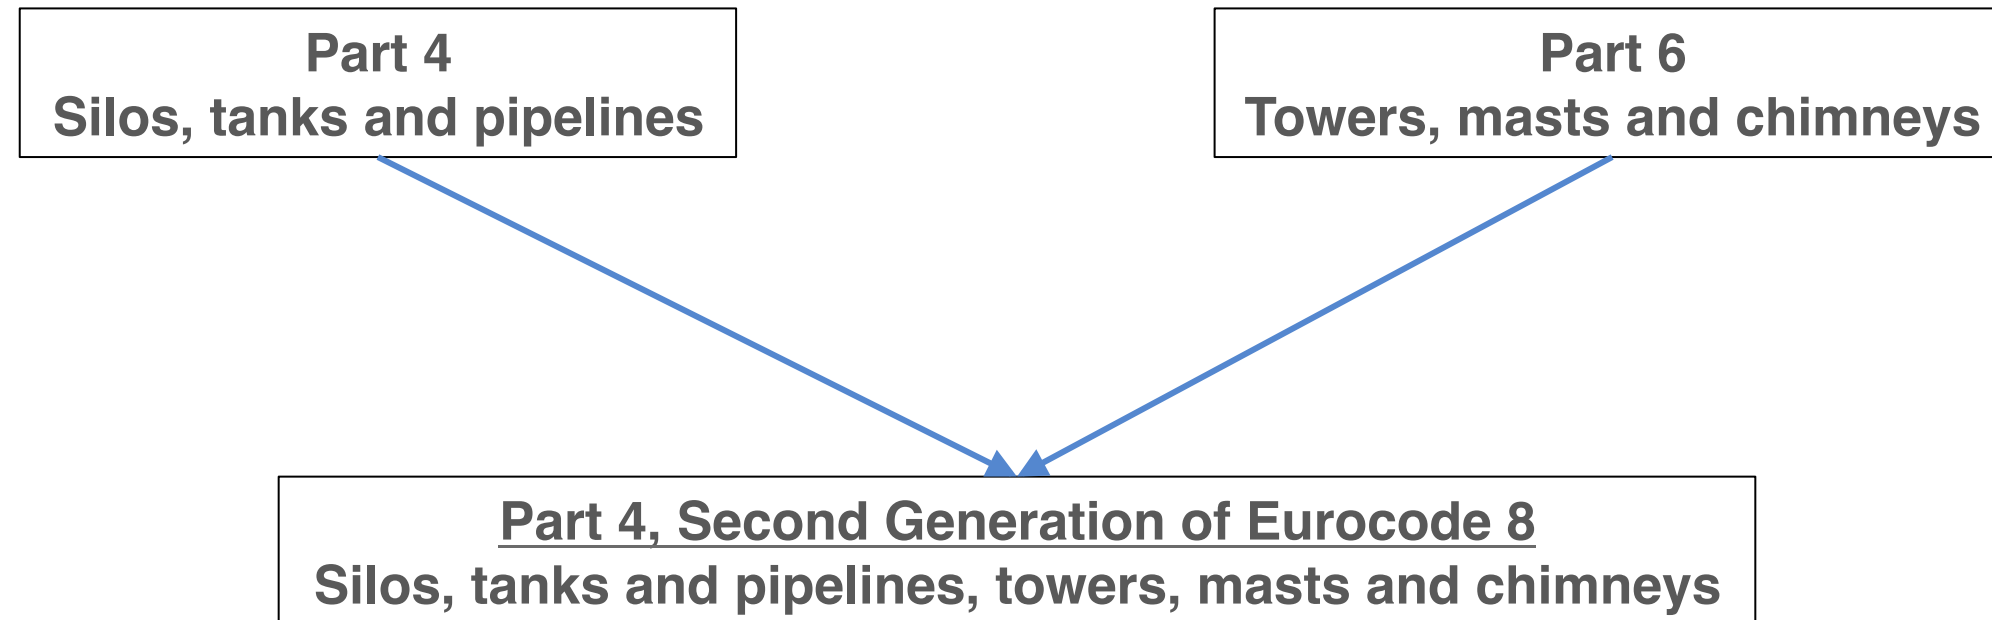 Part 4
Silos, tanks and pipelines
Part 6
Towers, masts and chimneys
Part 4, Second Generation of Eurocode 8
Silos, tanks and pipelines, towers, masts and chimneys